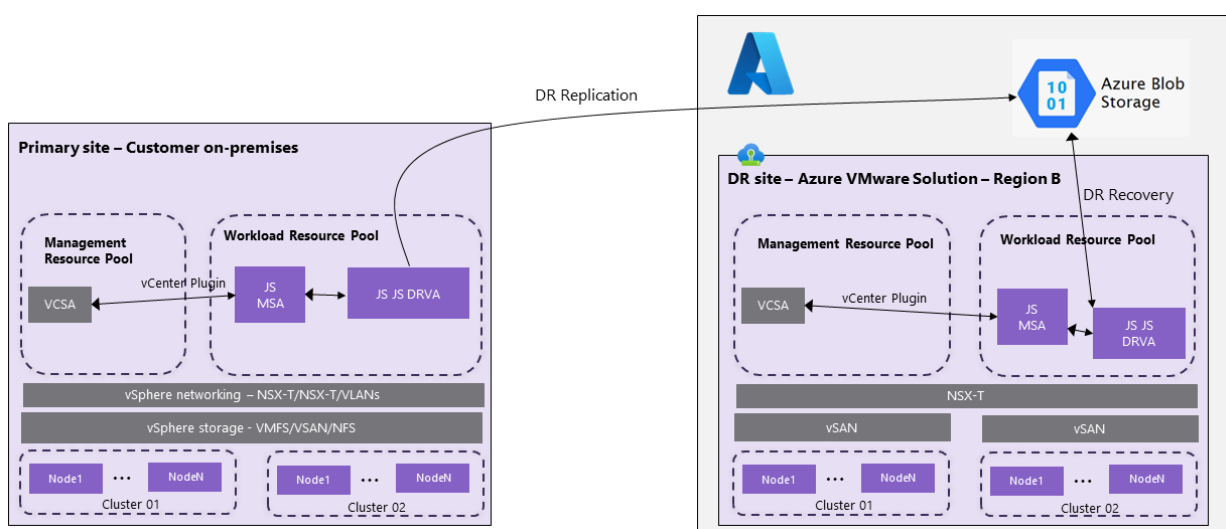 DR Replication
10
01
Azure Blob
Storage
Primary site – Customer on-premises
Management
Resource Pool
Workload Resource Pool
vCenter Plugin
VCSA
JS
MSA
JS JS DRVA
vSphere networking – NSX-T/NSX-T/VLANs
vSphere storage - VMFS/VSAN/NFS
Node1
...
NodeN
Cluster 01
Node1
...
NodeN
Cluster 02
DR site – Azure VMware Solution – Region B
DR Recovery
Management Resource Pool
Workload Resource Pool
VCSA
vCenter Plugin
JS
MSA
JS JS
DRVA
NSX-T
vSAN
vSAN
Node1
...
NodeN
Cluster 01
Node1
...
NodeN
Cluster 02